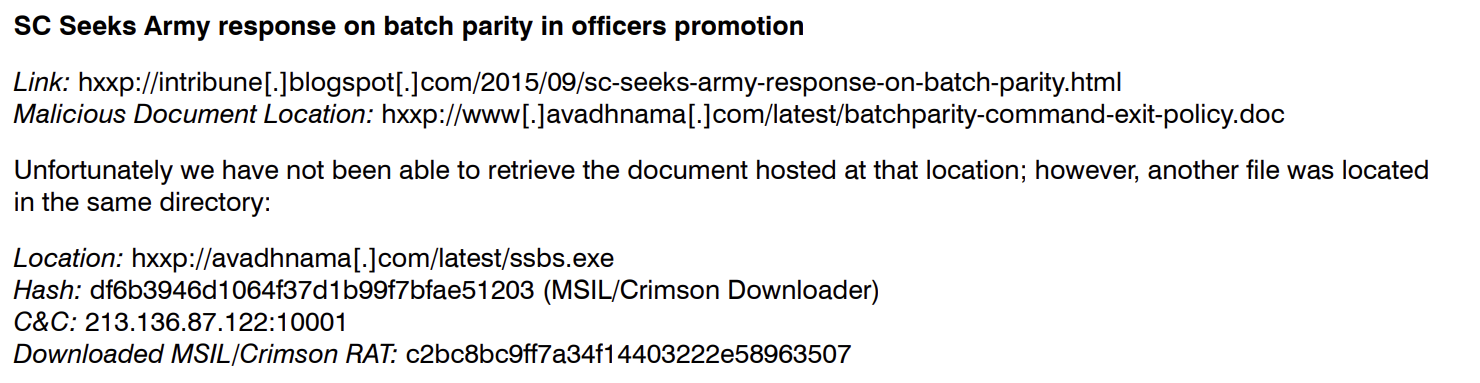 SC Seeks Army response on batch parity in officers promotion
Link: hxxp://intribune[.]blogspot[.]com/2015/09/sc-seeks-army-response-on-batch-parity.html
Malicious Document Location: hxxp://www[.]avadhnama[.]com/latest/batchparity-command-exit-policy.doc
Unfortunately we have not been able to retrieve the document hosted at that location; however, another file was located
in the same directory:
Location: hxxp://avadhnama[.]com/latest/ssbs.exe
Hash: df6b3946d1064f37d1b99f7bfae51203 (MSIL/Crimson Downloader)
C&C: 213.136.87.122:10001
Downloaded MSIL/Crimson RAT: c2bc8bc9ff7a34f14403222e58963507